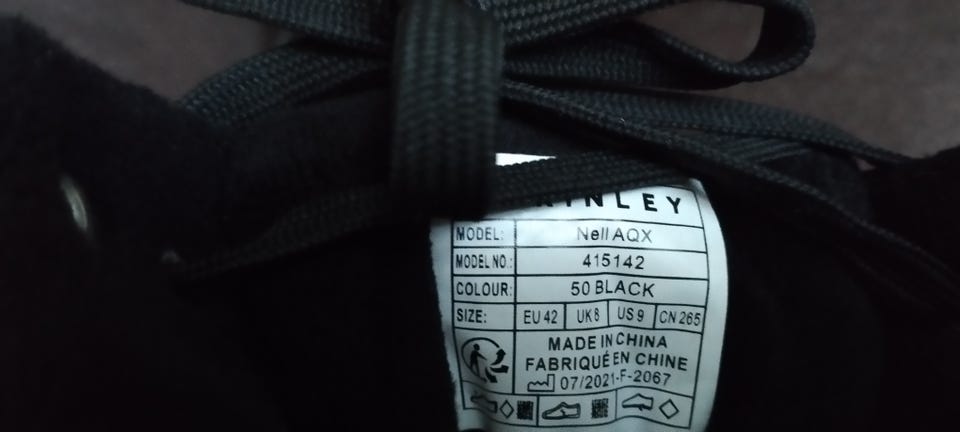 KINLEY
MODEL: Nell AQX
MODEL NO.: 415142
COLOUR: 50 BLACK
SIZE: EU 42 UK 8 US 9 CN 265
MADE IN CHINA
FABRIQUÉ EN CHINE
07/2021-F-2067